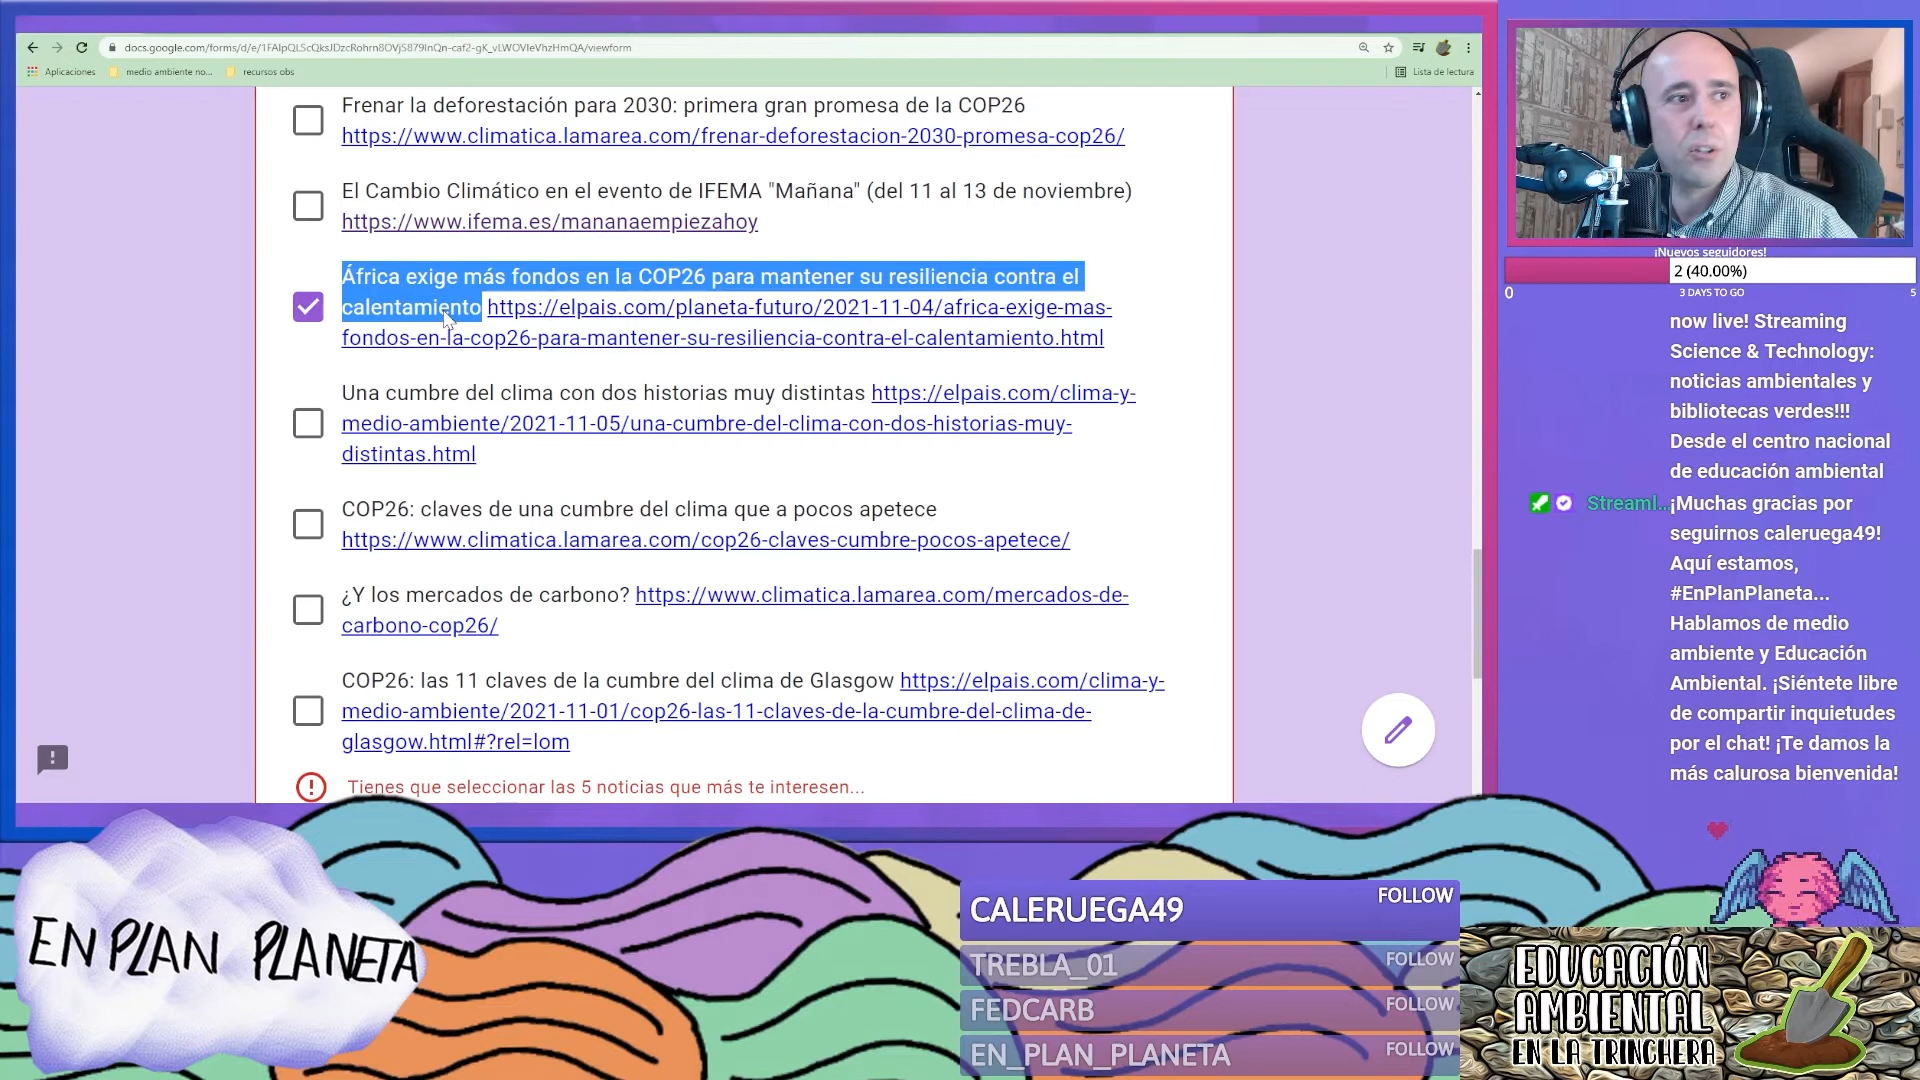 docs.google.com/forms/d/e/1FAIpQLScQksJDzcRohrn8OVjS879lnQn-caf2-gK_vLWOVIeVhzHmQA/viewform
Aplicaciones
medio ambiente no...
recursos obs
Lista de lectura
Frenar la deforestación para 2030: primera gran promesa de la COP26
https://www.climatica.lamarea.com/frenar-deforestacion-2030-promesa-cop26/
El Cambio Climático en el evento de IFEMA "Mañana" (del 11 al 13 de noviembre)
https://www.ifema.es/mananaempiezahoy
África exige más fondos en la COP26 para mantener su resiliencia contra el
calentamiento https://elpais.com/planeta-futuro/2021-11-04/africa-exige-mas-
fondos-en-la-cop26-para-mantener-su-resiliencia-contra-el-calentamiento.html
Una cumbre del clima con dos historias muy distintas https://elpais.com/clima-y-
medio-ambiente/2021-11-05/una-cumbre-del-clima-con-dos-historias-muy-
distintas.html
COP26: claves de una cumbre del clima que a pocos apetece
https://www.climatica.lamarea.com/cop26-claves-cumbre-pocos-apetece/
¿Y los mercados de carbono? https://www.climatica.lamarea.com/mercados-de-
carbono-cop26/
COP26: las 11 claves de la cumbre del clima de Glasgow https://elpais.com/clima-y-
medio-ambiente/2021-11-01/cop26-las-11-claves-de-la-cumbre-del-clima-de-
glasgow.html#?rel=lom
Tienes que seleccionar las 5 noticias que más te interesen...
¡Nuevos seguidores!
2 (40.00%)
0
3 DAYS TO GO
5
now live! Streaming
Science & Technology:
noticias ambientales y
bibliotecas verdes!!!
Desde el centro nacional
de educación ambiental
Streaml... ¡Muchas gracias por
seguirnos caleruega49!
Aquí estamos,
#EnPlanPlaneta...
Hablamos de medio
ambiente y Educación
Ambiental. ¡Siéntete libre
de compartir inquietudes
por el chat! ¡Te damos la
más calurosa bienvenida!
EN PLAN PLANETA
CALERUEGA49 FOLLOW
TREBLA_01 FOLLOW
FEDCARB FOLLOW
EN_PLAN_PLANETA FOLLOW
EDUCACIÓN
AMBIENTAL
EN LA TRINCHERA